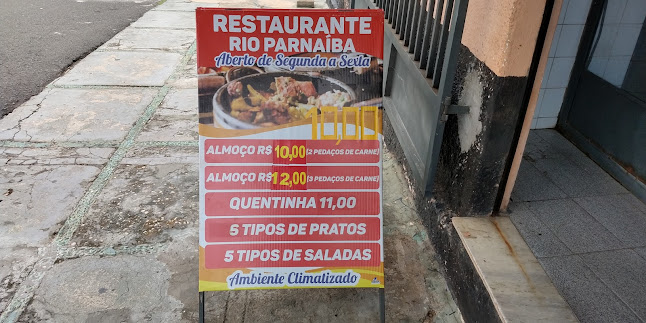 RESTAURANTE
RIO PARNAÍBA
Aberto de Segunda a Sexta
ALMOÇO R$ 10,00 (2 PEDAÇOS DE CARNE)
ALMOÇO R$ 12,00 (3 PEDAÇOS DE CARNE)
QUENTINHA 11,00
6 TIPOS DE PRATOS
5 TIPOS DE SALADAS
Ambiente Climatizado